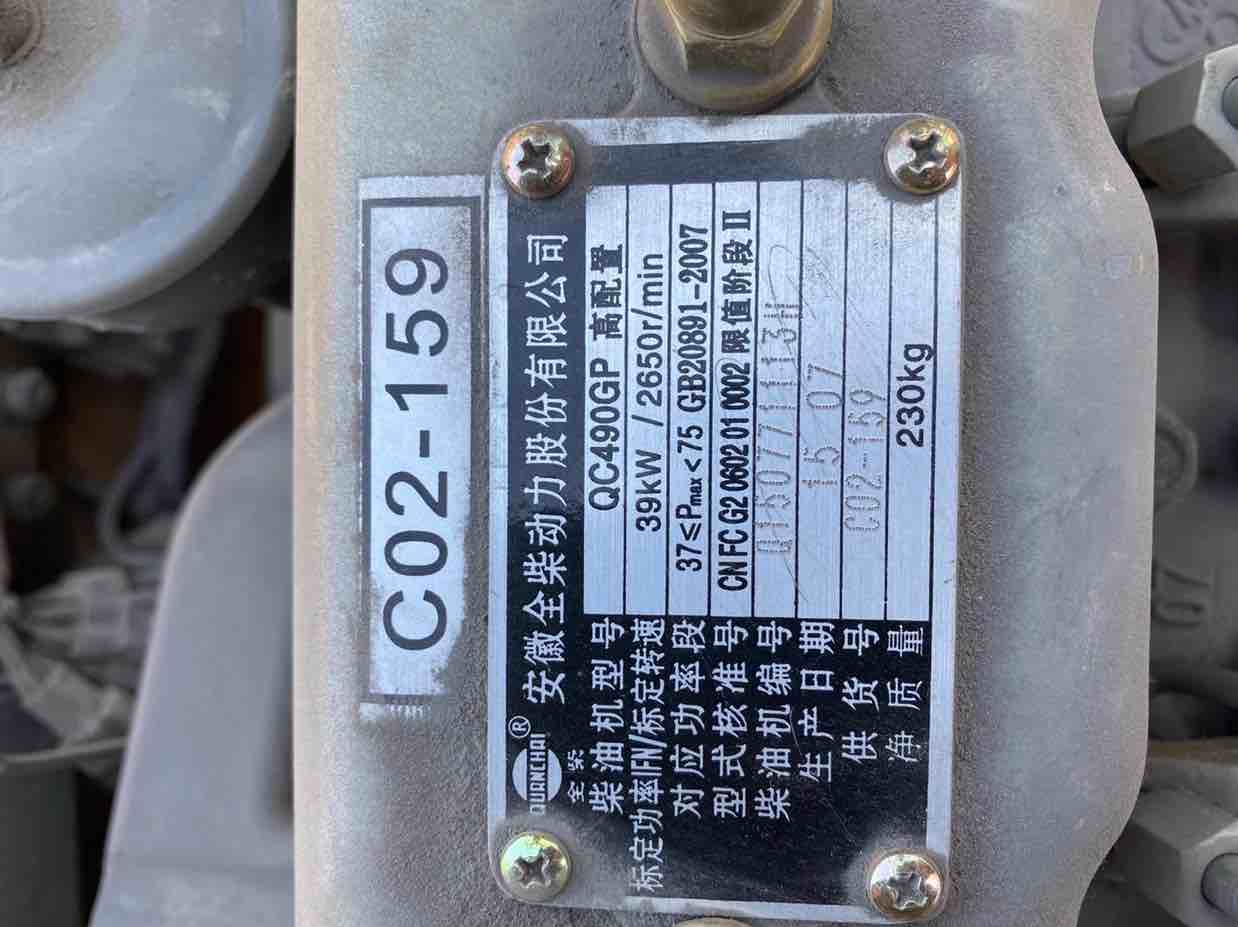 C02-159
QUANCHAI ®
全柴
安徽全柴动力股份有限公司
柴油机型号 QC490GP 高配置
标定功率IFN/标定转速 39kW / 2650r/min
对应功率段 37≤Pmax<75 GB20891-2007
型式核准号 CN FC G2 0602 01 0002 限值阶段 II
柴油机编号
生产日期 15 07
供货号 C02-159
净质量 230kg